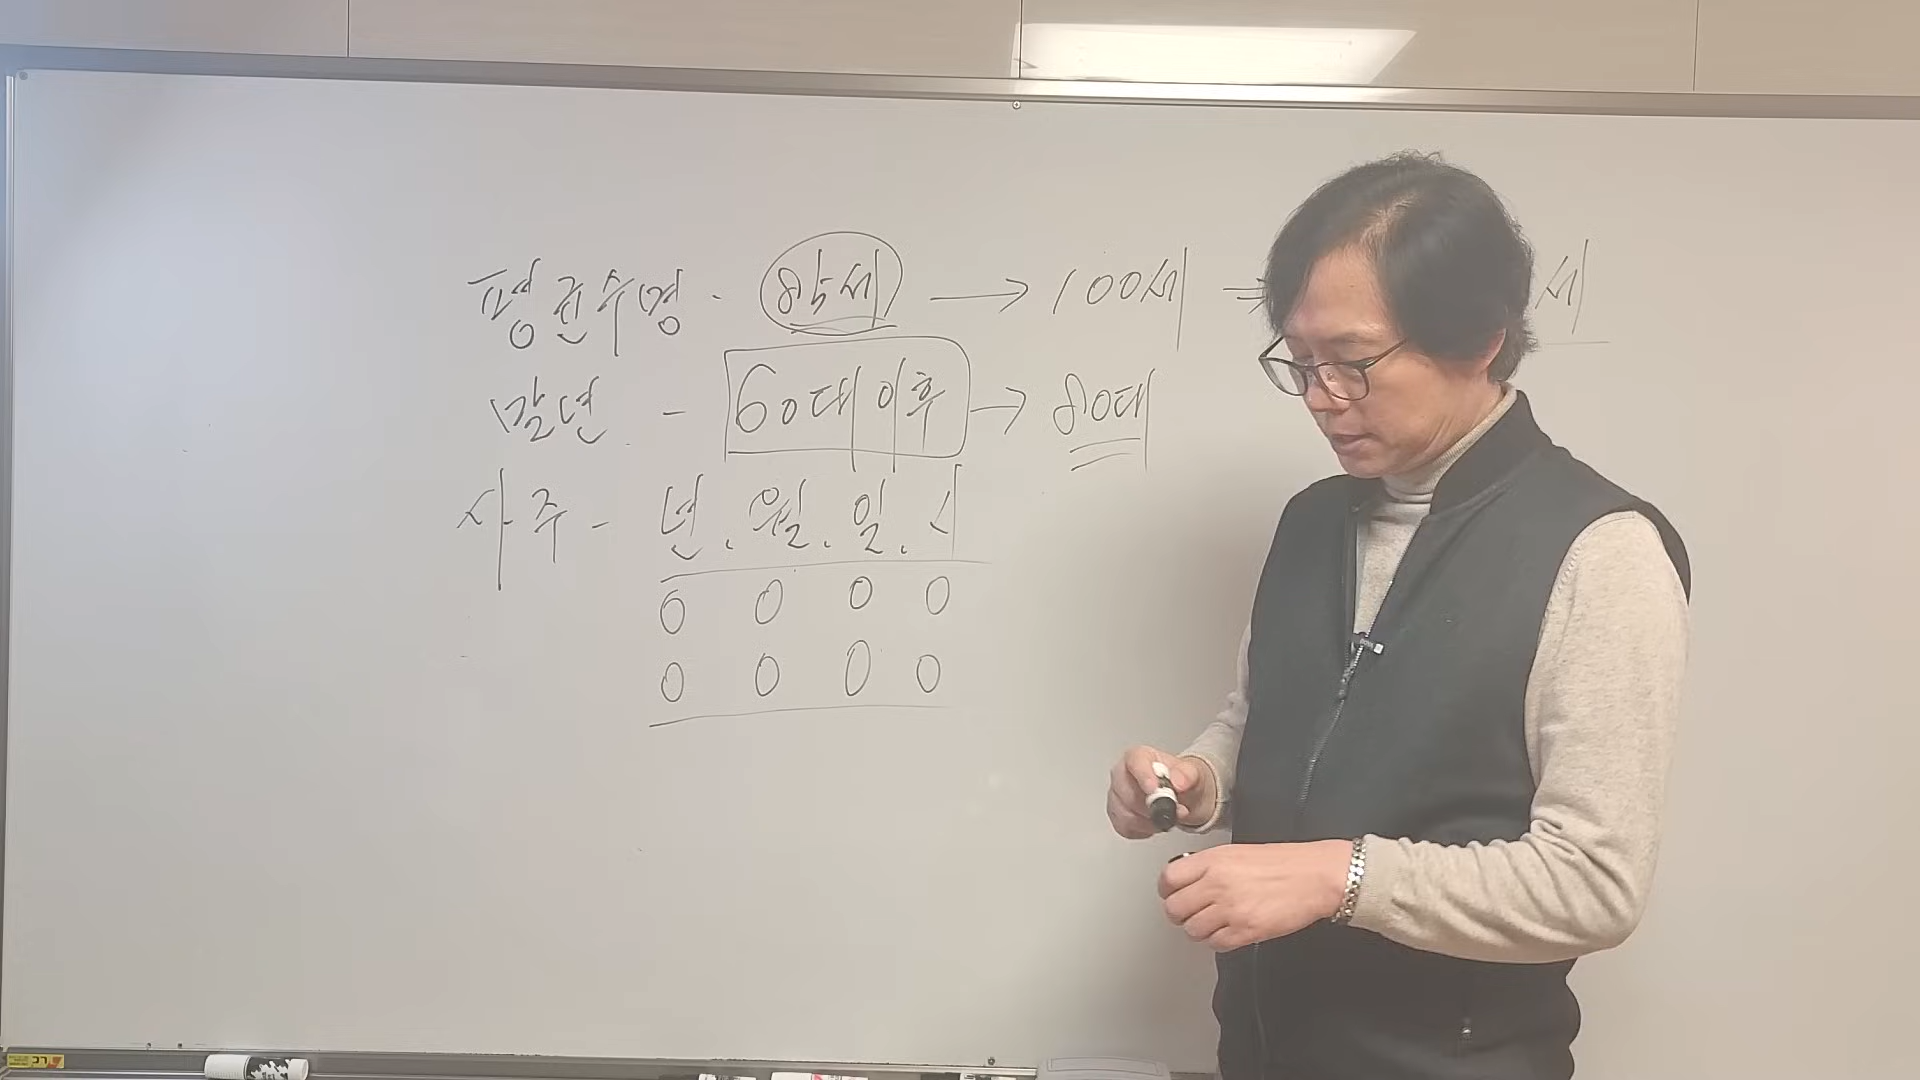 평균수명 - 85세 → 100세 ⇒ 세
말년 - 60대 이후 → 80대
사주 - 년. 월. 일. 시
0 0 0 0
0 0 0 0